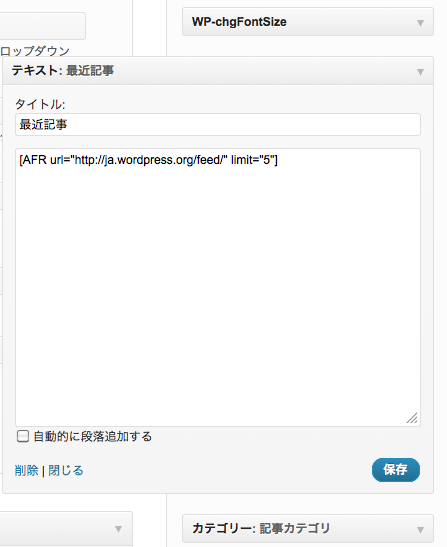 WP-chgFontSize
ロップダウン
テキスト: 最近記事
タイトル:
最近記事
[AFR url="http://ja.wordpress.org/feed/" limit="5"]
自動的に段落追加する
削除 | 閉じる
保存
カテゴリー: 記事カテゴリ